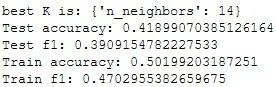 best K is: {'n_neighbors': 14}
Test accuracy: 0.41899070385126164
Test f1: 0.3909154782227533
Train accuracy: 0.50199203187251
Train f1: 0.4702955382659675